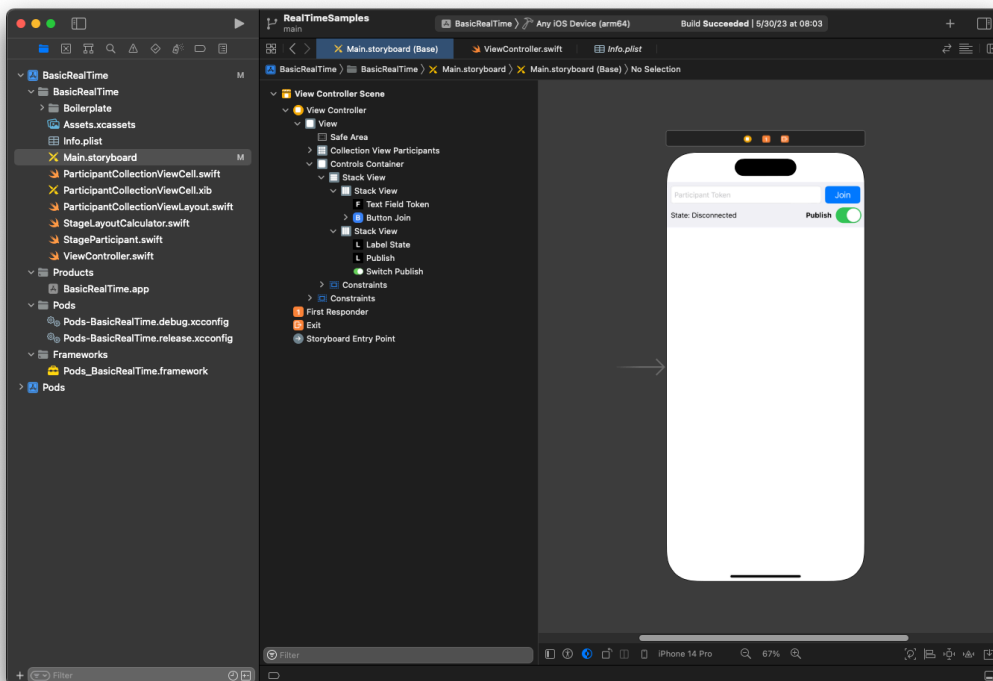 RealTimeSamples
main
BasicRealTime
Any iOS Device (arm64)
Build Succeeded | 5/30/23 at 08:03
Main.storyboard (Base)
ViewController.swift
Info.plist
BasicRealTime
BasicRealTime
Main.storyboard
Main.storyboard (Base)
No Selection
BasicRealTime
M
BasicRealTime
Boilerplate
Assets.xcassets
Info.plist
Main.storyboard
M
ParticipantCollectionViewCell.swift
ParticipantCollectionViewCell.xib
ParticipantCollectionViewLayout.swift
StageLayoutCalculator.swift
StageParticipant.swift
ViewController.swift
Products
BasicRealTime.app
Pods
Pods-BasicRealTime.debug.xcconfig
Pods-BasicRealTime.release.xcconfig
Frameworks
Pods_BasicRealTime.framework
Pods
Filter
View Controller Scene
View Controller
View
Safe Area
Collection View Participants
Controls Container
Stack View
Stack View
F Text Field Token
B Button Join
Stack View
L Label State
L Publish
Switch Publish
Constraints
Constraints
First Responder
Exit
Storyboard Entry Point
Filter
Participant Token
Join
State: Disconnected
Publish
iPhone 14 Pro
67%